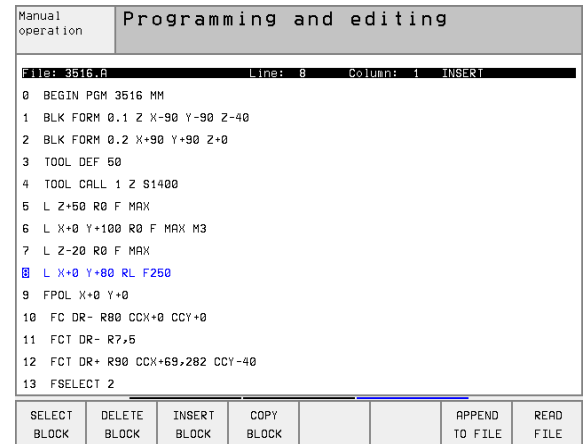 Manual operation
Programming and editing
File: 3516.A Line: 8 Column: 1 INSERT
0 BEGIN PGM 3516 MM
1 BLK FORM 0.1 Z X-90 Y-90 Z-40
2 BLK FORM 0.2 X+90 Y+90 Z+0
3 TOOL DEF 50
4 TOOL CALL 1 Z S1400
5 L Z+50 R0 F MAX
6 L X+0 Y+100 R0 F MAX M3
7 L Z-20 R0 F MAX
8 L X+0 Y+80 RL F250
9 FPOL X+0 Y+0
10 FC DR- R80 CCX+0 CCY+0
11 FCT DR- R7,5
12 FCT DR+ R90 CCX+69,282 CCY-40
13 FSELECT 2
SELECT BLOCK
DELETE BLOCK
INSERT BLOCK
COPY BLOCK
APPEND TO FILE
READ FILE